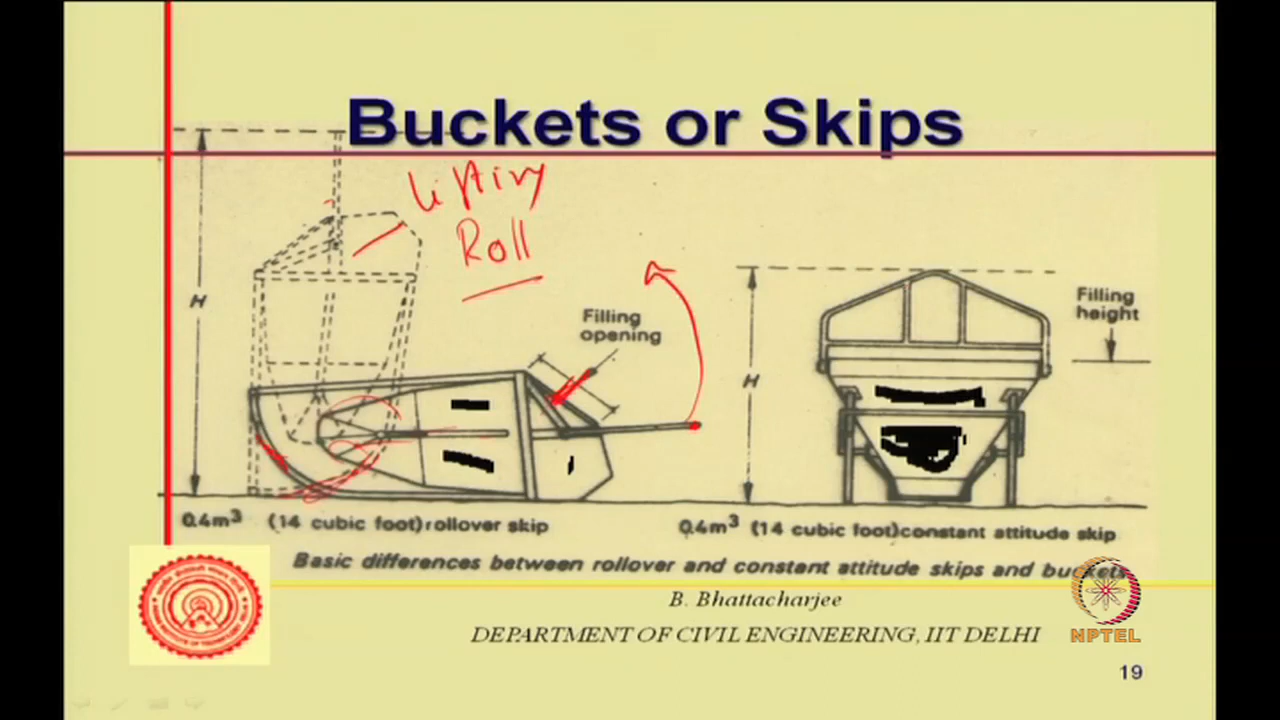 Buckets or Skips
Lifting
Roll
H
Filling
opening
Filling
height
H
0.4m³ (14 cubic foot) rollover skip
0.4m³ (14 cubic foot) constant attitude skip
Basic differences between rollover and constant attitude skips and buckets
B. Bhattacharjee
DEPARTMENT OF CIVIL ENGINEERING, IIT DELHI
NPTEL
19